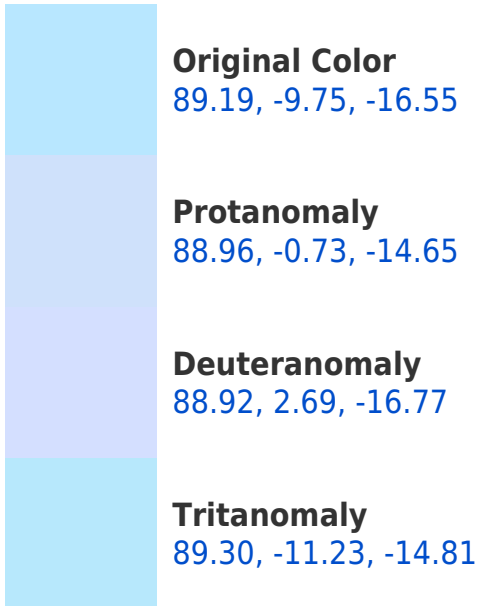 Original Color
89.19, -9.75, -16.55
Protanomaly
88.96, -0.73, -14.65
Deuteranomaly
88.92, 2.69, -16.77
Tritanomaly
89.30, -11.23, -14.81